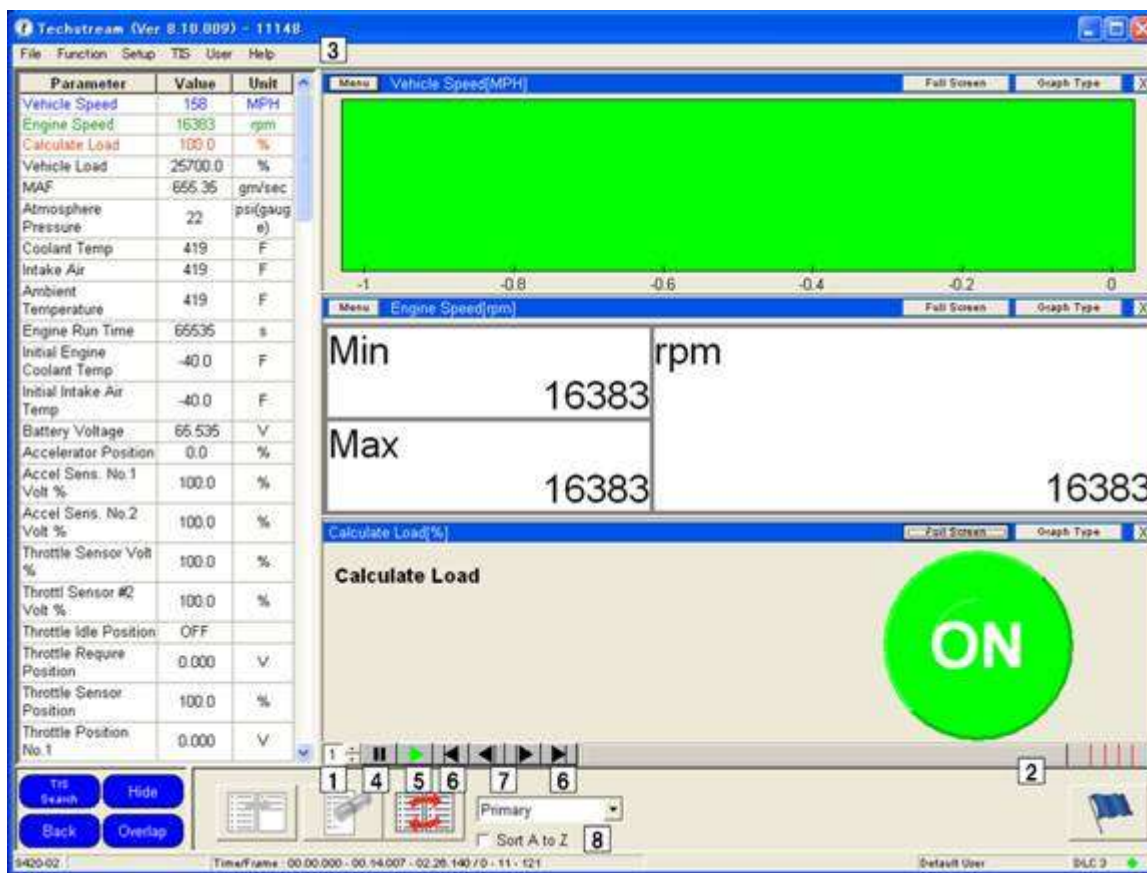 Techstream (Ver 8.10.009) - 11148
File Function Setup TIS User Help
3
Parameter Value Unit
Vehicle Speed 158 MPH
Engine Speed 16383 rpm
Calculate Load 100.0 %
Vehicle Load 25700.0 %
MAF 655.35 gm/sec
Atmosphere Pressure 22 psi(gauge)
Coolant Temp 419 F
Intake Air 419 F
Ambient Temperature 419 F
Engine Run Time 65535 s
Initial Engine Coolant Temp -40.0 F
Initial Intake Air Temp -40.0 F
Battery Voltage 65.535 V
Accelerator Position 0.0 %
Accel Sens. No.1 Volt % 100.0 %
Accel Sens. No.2 Volt % 100.0 %
Throttle Sensor Volt % 100.0 %
Throttl Sensor #2 Volt % 100.0 %
Throttle Idle Position OFF
Throttle Require Position 0.000 V
Throttle Sensor Position 100.0 %
Throttle Position No.1 0.000 V
Menu Vehicle Speed[MPH] Full Screen Graph Type X
-1 -0.8 -0.6 -0.4 -0.2 0
Menu Engine Speed[rpm] Full Screen Graph Type X
Min rpm
16383
Max
16383 16383
Calculate Load[%] Full Screen Graph Type X
Calculate Load
ON
1
1 4 5 6 7 6 2
TIS Search Hide
Back Overlap
Primary
Sort A to Z 8
S420-02 Time/Frame : 00.00.000 - 00.14.007 - 02.26.140 / 0 - 11 - 121 Default User DLC 3